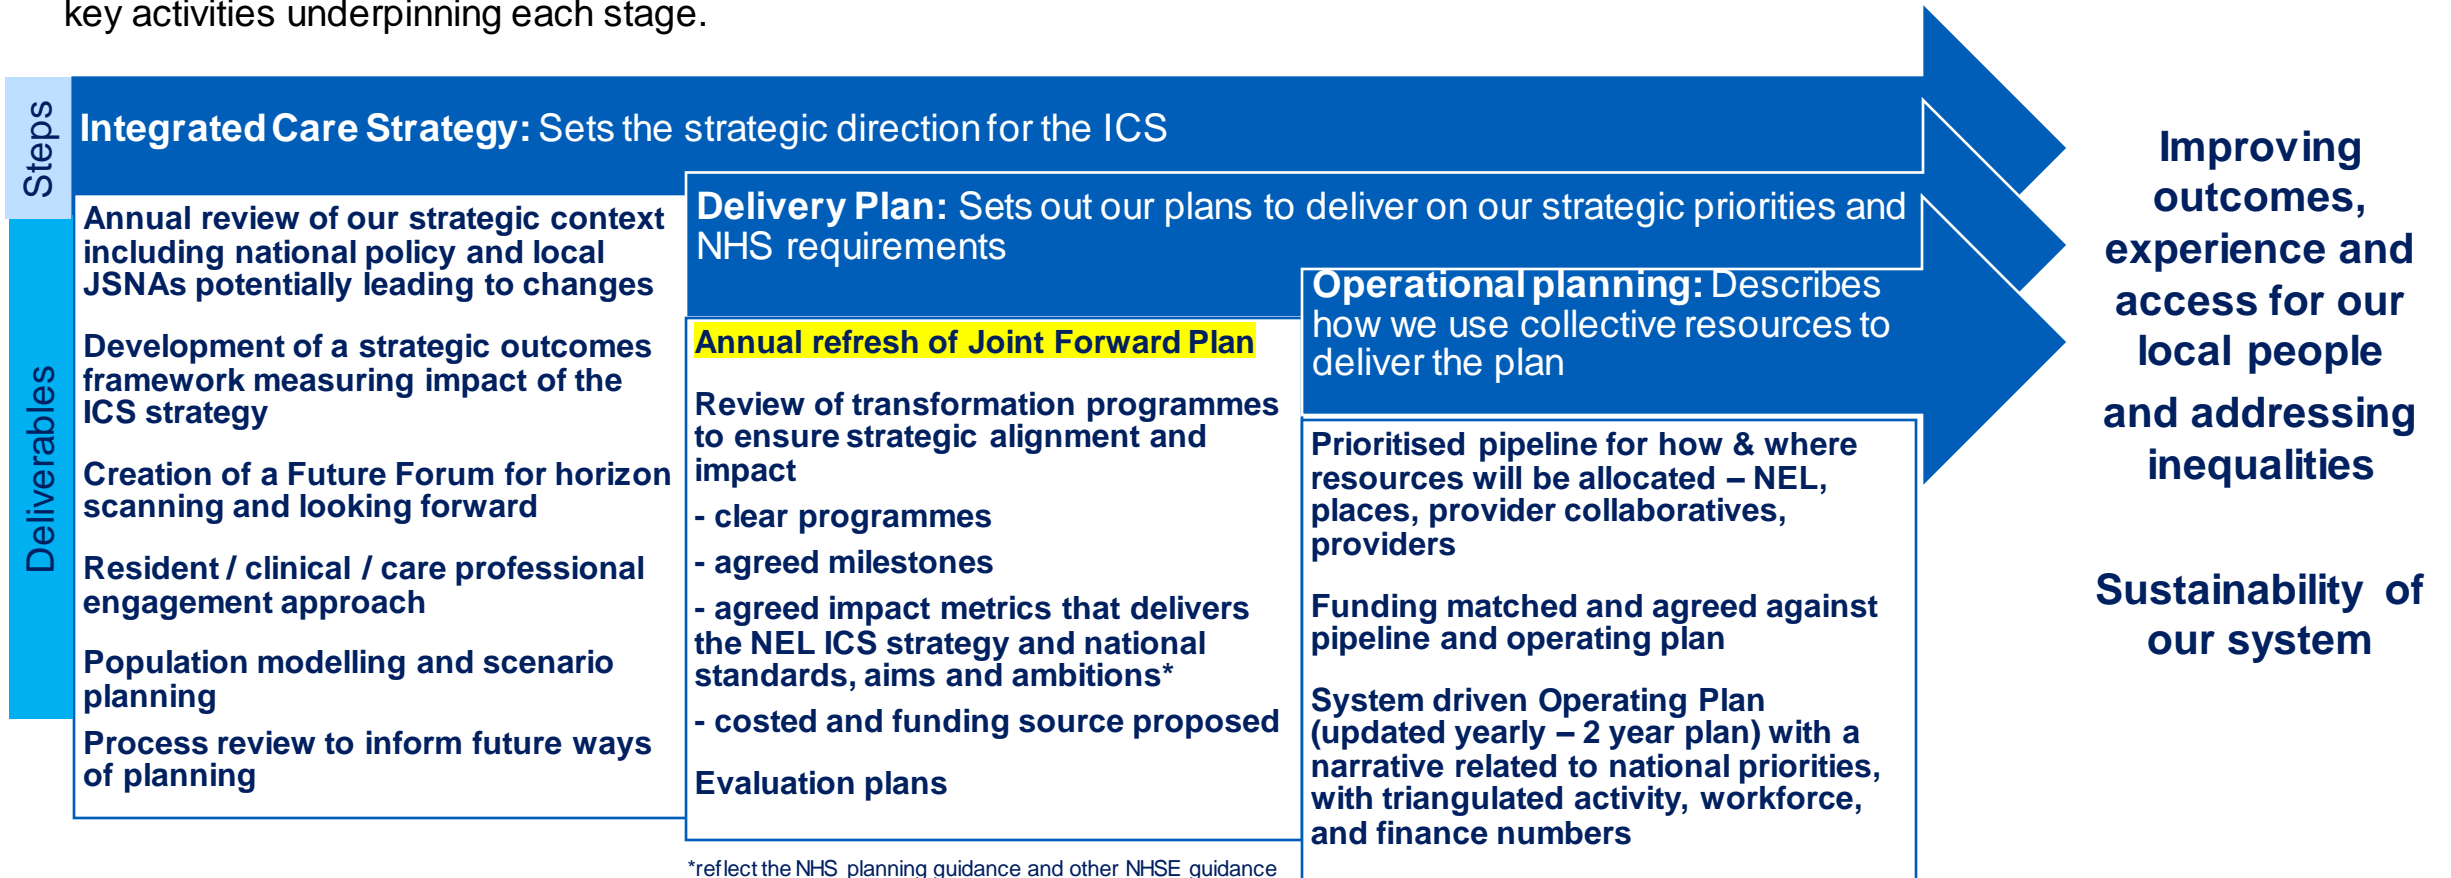 key activities underpinning each stage.
Steps
Integrated Care Strategy: Sets the strategic direction for the ICS
Deliverables
Annual review of our strategic context
including national policy and local
JSNAs potentially leading to changes
Development of a strategic outcomes
framework measuring impact of the
ICS strategy
Creation of a Future Forum for horizon
scanning and looking forward
Resident / clinical / care professional
engagement approach
Population modelling and scenario
planning
Process review to inform future ways
of planning
Delivery Plan: Sets out our plans to deliver on our strategic priorities and
NHS requirements
Annual refresh of Joint Forward Plan
Review of transformation programmes
to ensure strategic alignment and
impact
- clear programmes
- agreed milestones
- agreed impact metrics that delivers
the NEL ICS strategy and national
standards, aims and ambitions*
- costed and funding source proposed
Evaluation plans
*reflect the NHS planning guidance and other NHSE guidance
Operational planning: Describes
how we use collective resources to
deliver the plan
Prioritised pipeline for how & where
resources will be allocated – NEL,
places, provider collaboratives,
providers
Funding matched and agreed against
pipeline and operating plan
System driven Operating Plan
(updated yearly – 2 year plan) with a
narrative related to national priorities,
with triangulated activity, workforce,
and finance numbers
Improving
outcomes,
experience and
access for our
local people
and addressing
inequalities
Sustainability of
our system